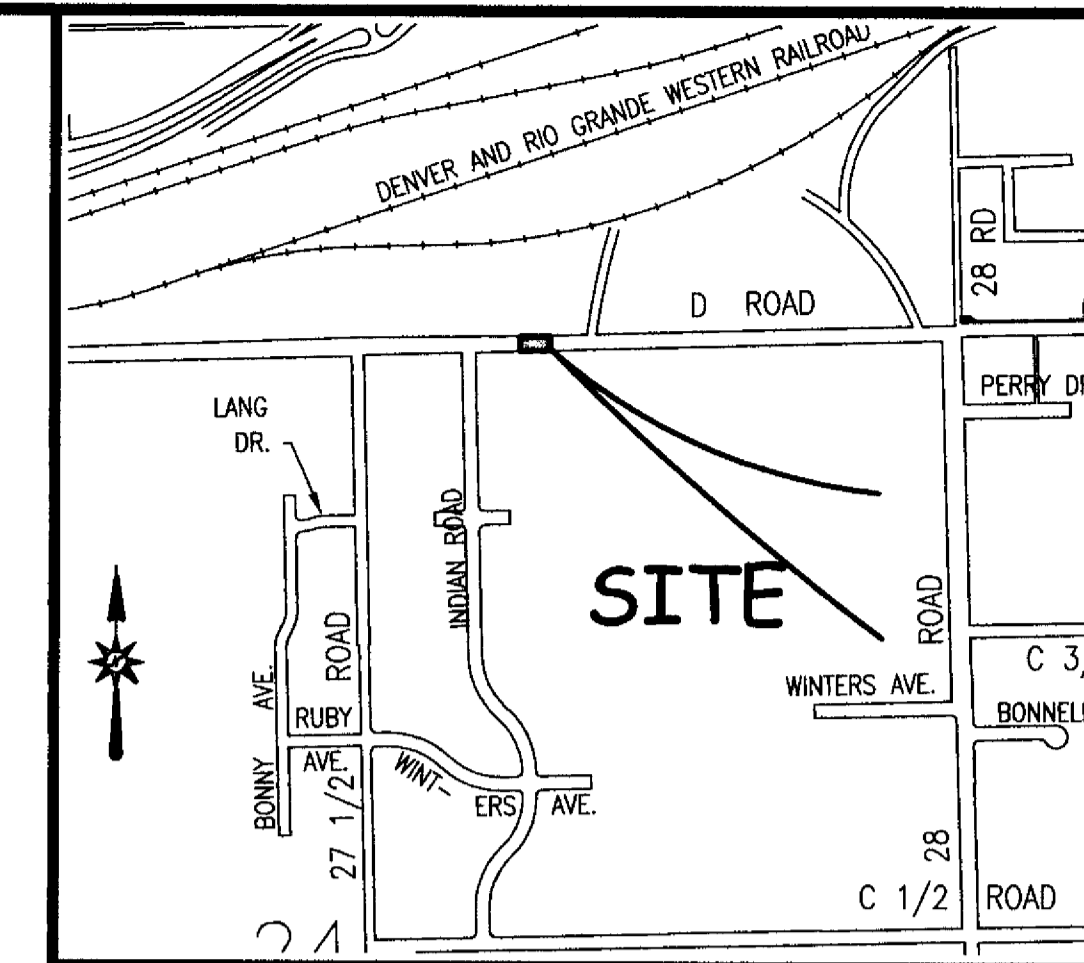 DENVER AND RIO GRANDE WESTERN RAILROAD
28 RD
D ROAD
PERRY
LANG
DR.
INDIAN ROAD
SITE
ROAD
ROAD
C 3/
WINTERS AVE.
BONNY AVE.
RUBY
AVE.
WINT-
ERS AVE.
27 1/2
28
C 1/2 ROAD